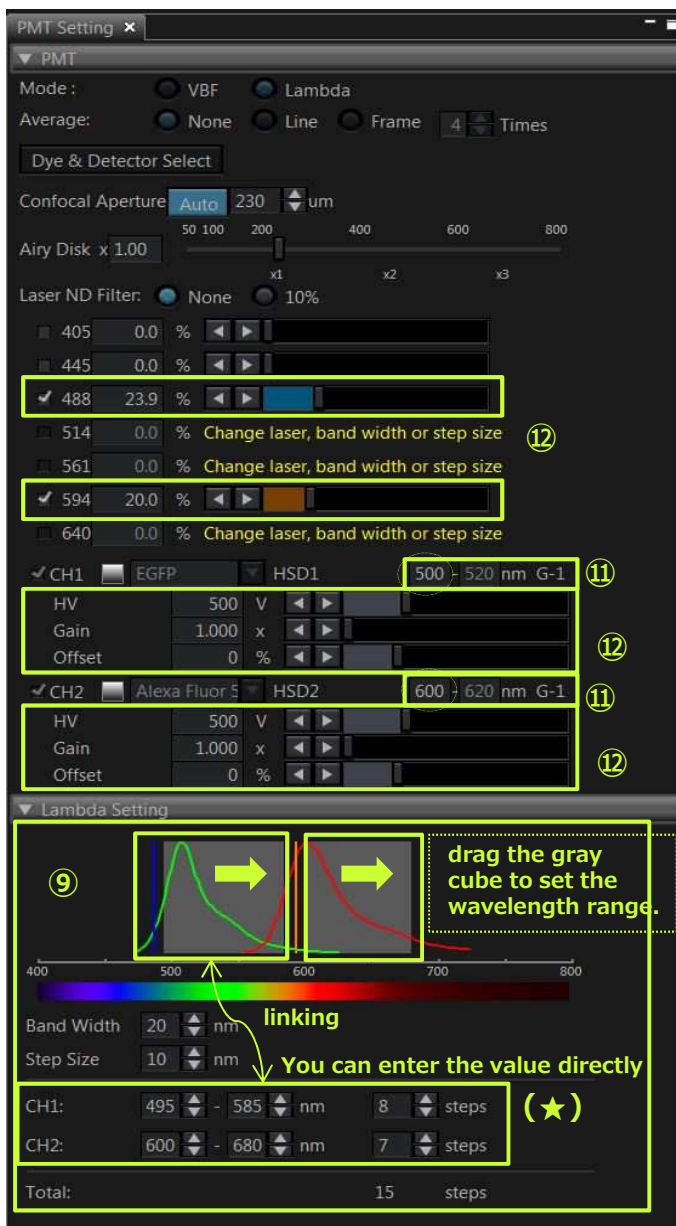 PMT Setting ×
▼ PMT
Mode : VBF Lambda
Average: None Line Frame 4 Times
Dye & Detector Select
Confocal Aperture Auto 230 um
50 100 200 400 600 800
Airy Disk x 1.00
x1 x2 x3
Laser ND Filter: None 10%
405 0.0 %
445 0.0 %
488 23.9 %
514 0.0 % Change laser, band width or step size ⑫
561 0.0 % Change laser, band width or step size
594 20.0 %
640 0.0 % Change laser, band width or step size
CH1 EGFP HSD1 500 - 520 nm G-1 ⑪
HV 500 V
Gain 1.000 x ⑫
Offset 0 %
CH2 Alexa Fluor 5 HSD2 600 - 620 nm G-1 ⑪
HV 500 V
Gain 1.000 x ⑫
Offset 0 %
▼ Lambda Setting
⑨
drag the gray
cube to set the
wavelength range.
400 500 600 700 800
linking
Band Width 20 nm
Step Size 10 nm
You can enter the value directly
CH1: 495 - 585 nm 8 steps (★)
CH2: 600 - 680 nm 7 steps
Total: 15 steps